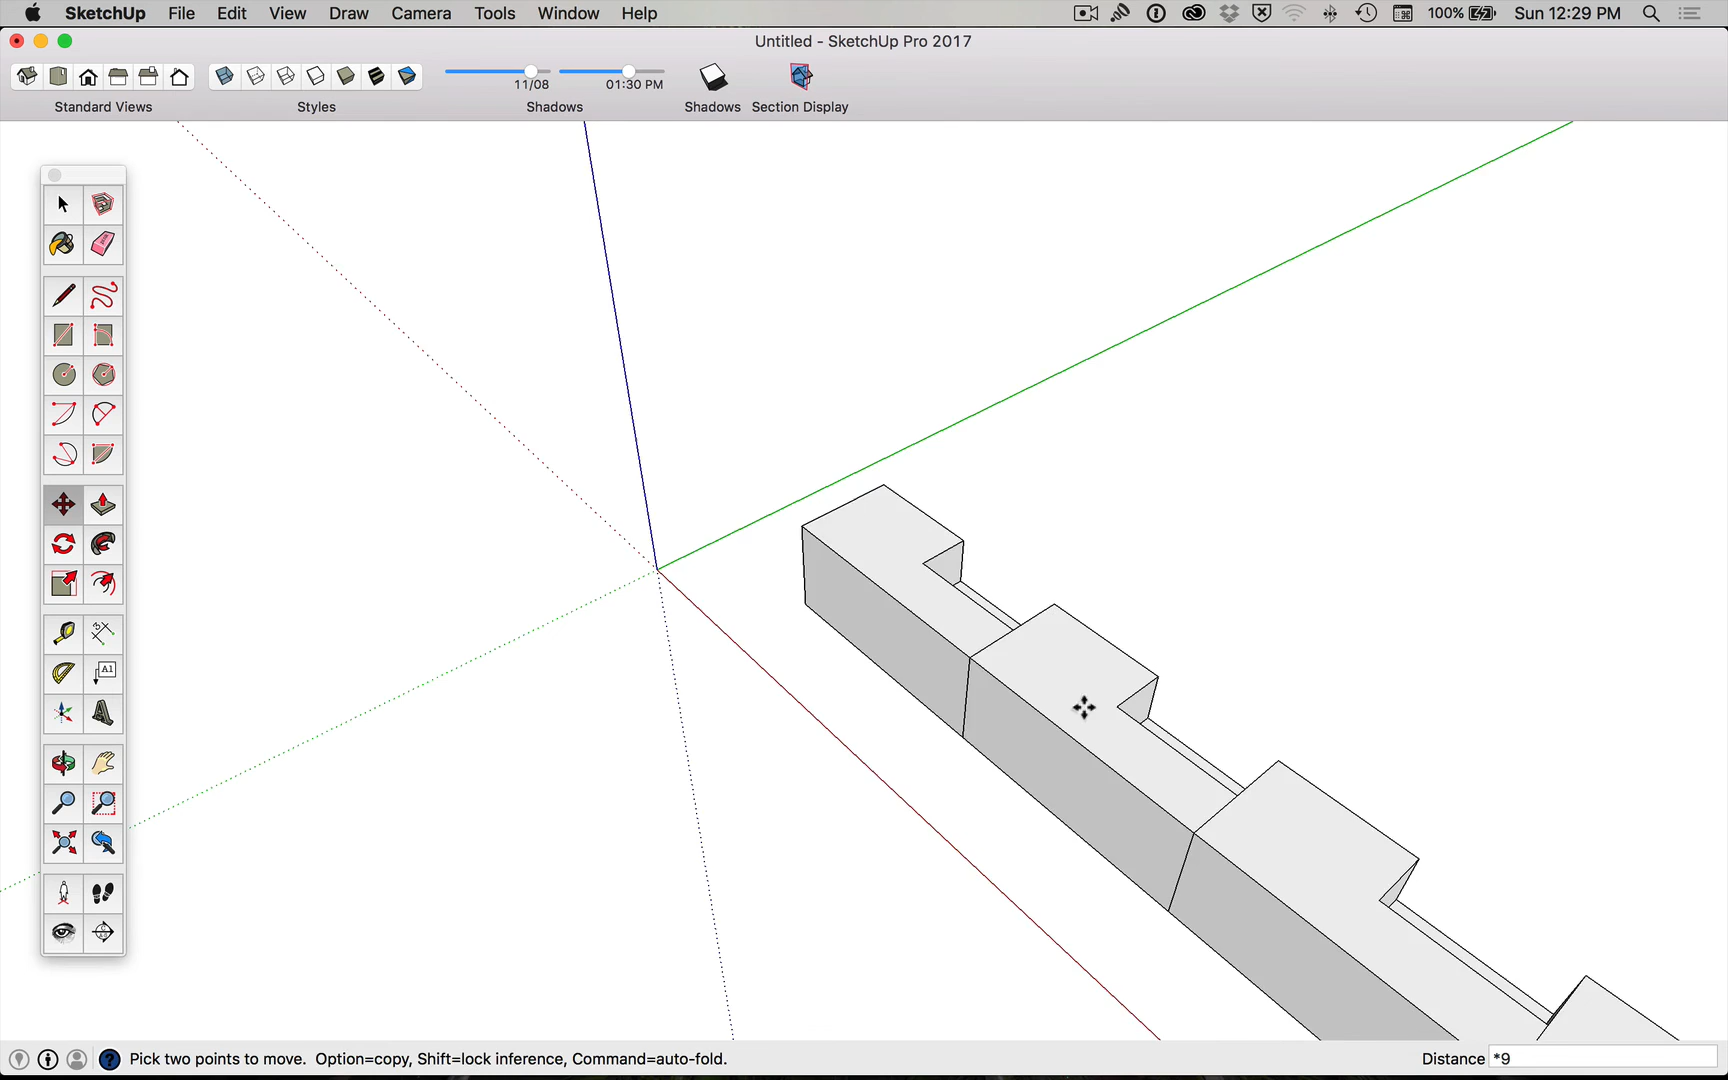 SketchUp File Edit View Draw Camera Tools Window Help 100% Sun 12:29 PM
Untitled - SketchUp Pro 2017
11/08 01:30 PM
Standard Views Styles Shadows Shadows Section Display
A1
Pick two points to move. Option=copy, Shift=lock inference, Command=auto-fold. Distance *9